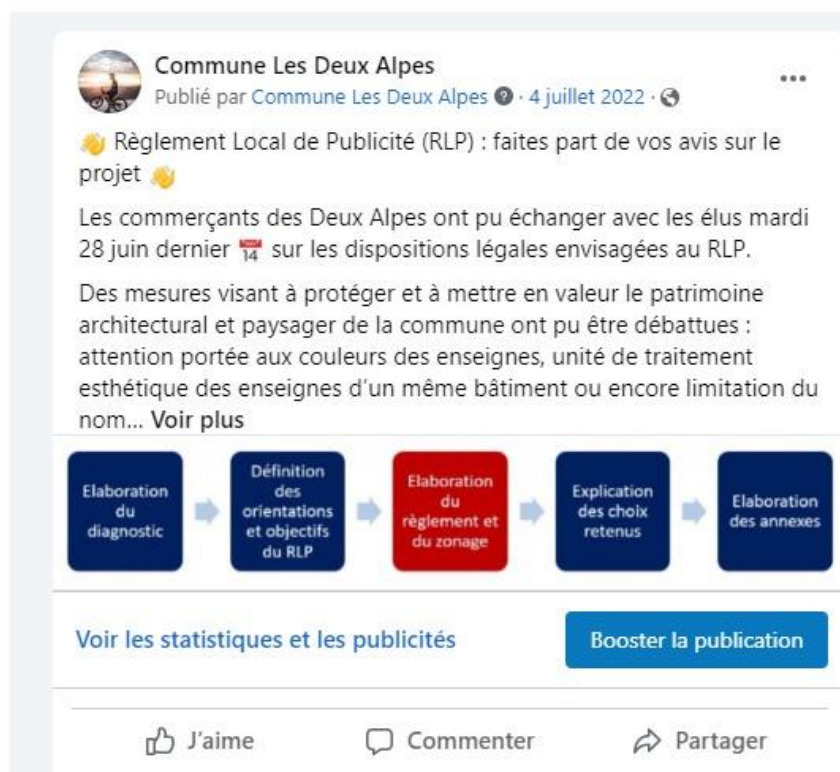 Commune Les Deux Alpes
Publié par Commune Les Deux Alpes · 4 juillet 2022 ·
👋 Règlement Local de Publicité (RLP) : faites part de vos avis sur le
projet 👋
Les commerçants des Deux Alpes ont pu échanger avec les élus mardi
28 juin dernier 📅 sur les dispositions légales envisagées au RLP.
Des mesures visant à protéger et à mettre en valeur le patrimoine
architectural et paysager de la commune ont pu être débattues :
attention portée aux couleurs des enseignes, unité de traitement
esthétique des enseignes d'un même bâtiment ou encore limitation du
nom... Voir plus
Elaboration
du
diagnostic
Définition
des
orientations
et objectifs
du RLP
Elaboration
du
règlement et
du zonage
Explication
des choix
retenus
Elaboration
des annexes
Voir les statistiques et les publicités
Booster la publication
J'aime
Commenter
Partager